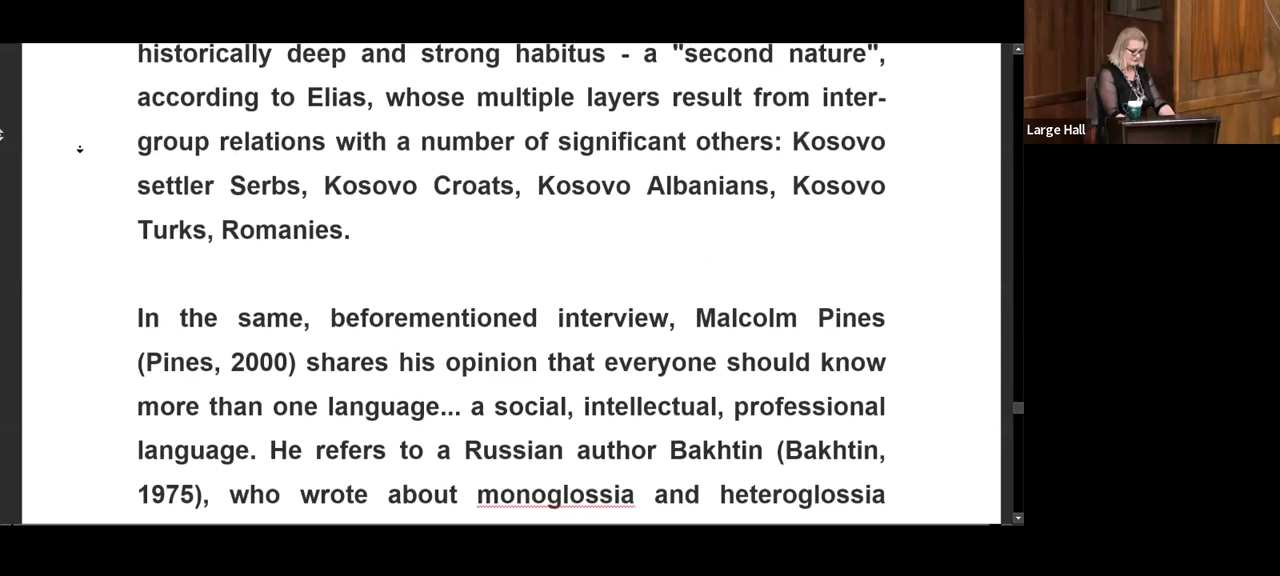 historically deep and strong habitus - a "second nature",
according to Elias, whose multiple layers result from inter-
group relations with a number of significant others: Kosovo
settler Serbs, Kosovo Croats, Kosovo Albanians, Kosovo
Turks, Romanies.
In the same, beforementioned interview, Malcolm Pines
(Pines, 2000) shares his opinion that everyone should know
more than one language... a social, intellectual, professional
language. He refers to a Russian author Bakhtin (Bakhtin,
1975), who wrote about monoglossia and heteroglossia
Large Hall